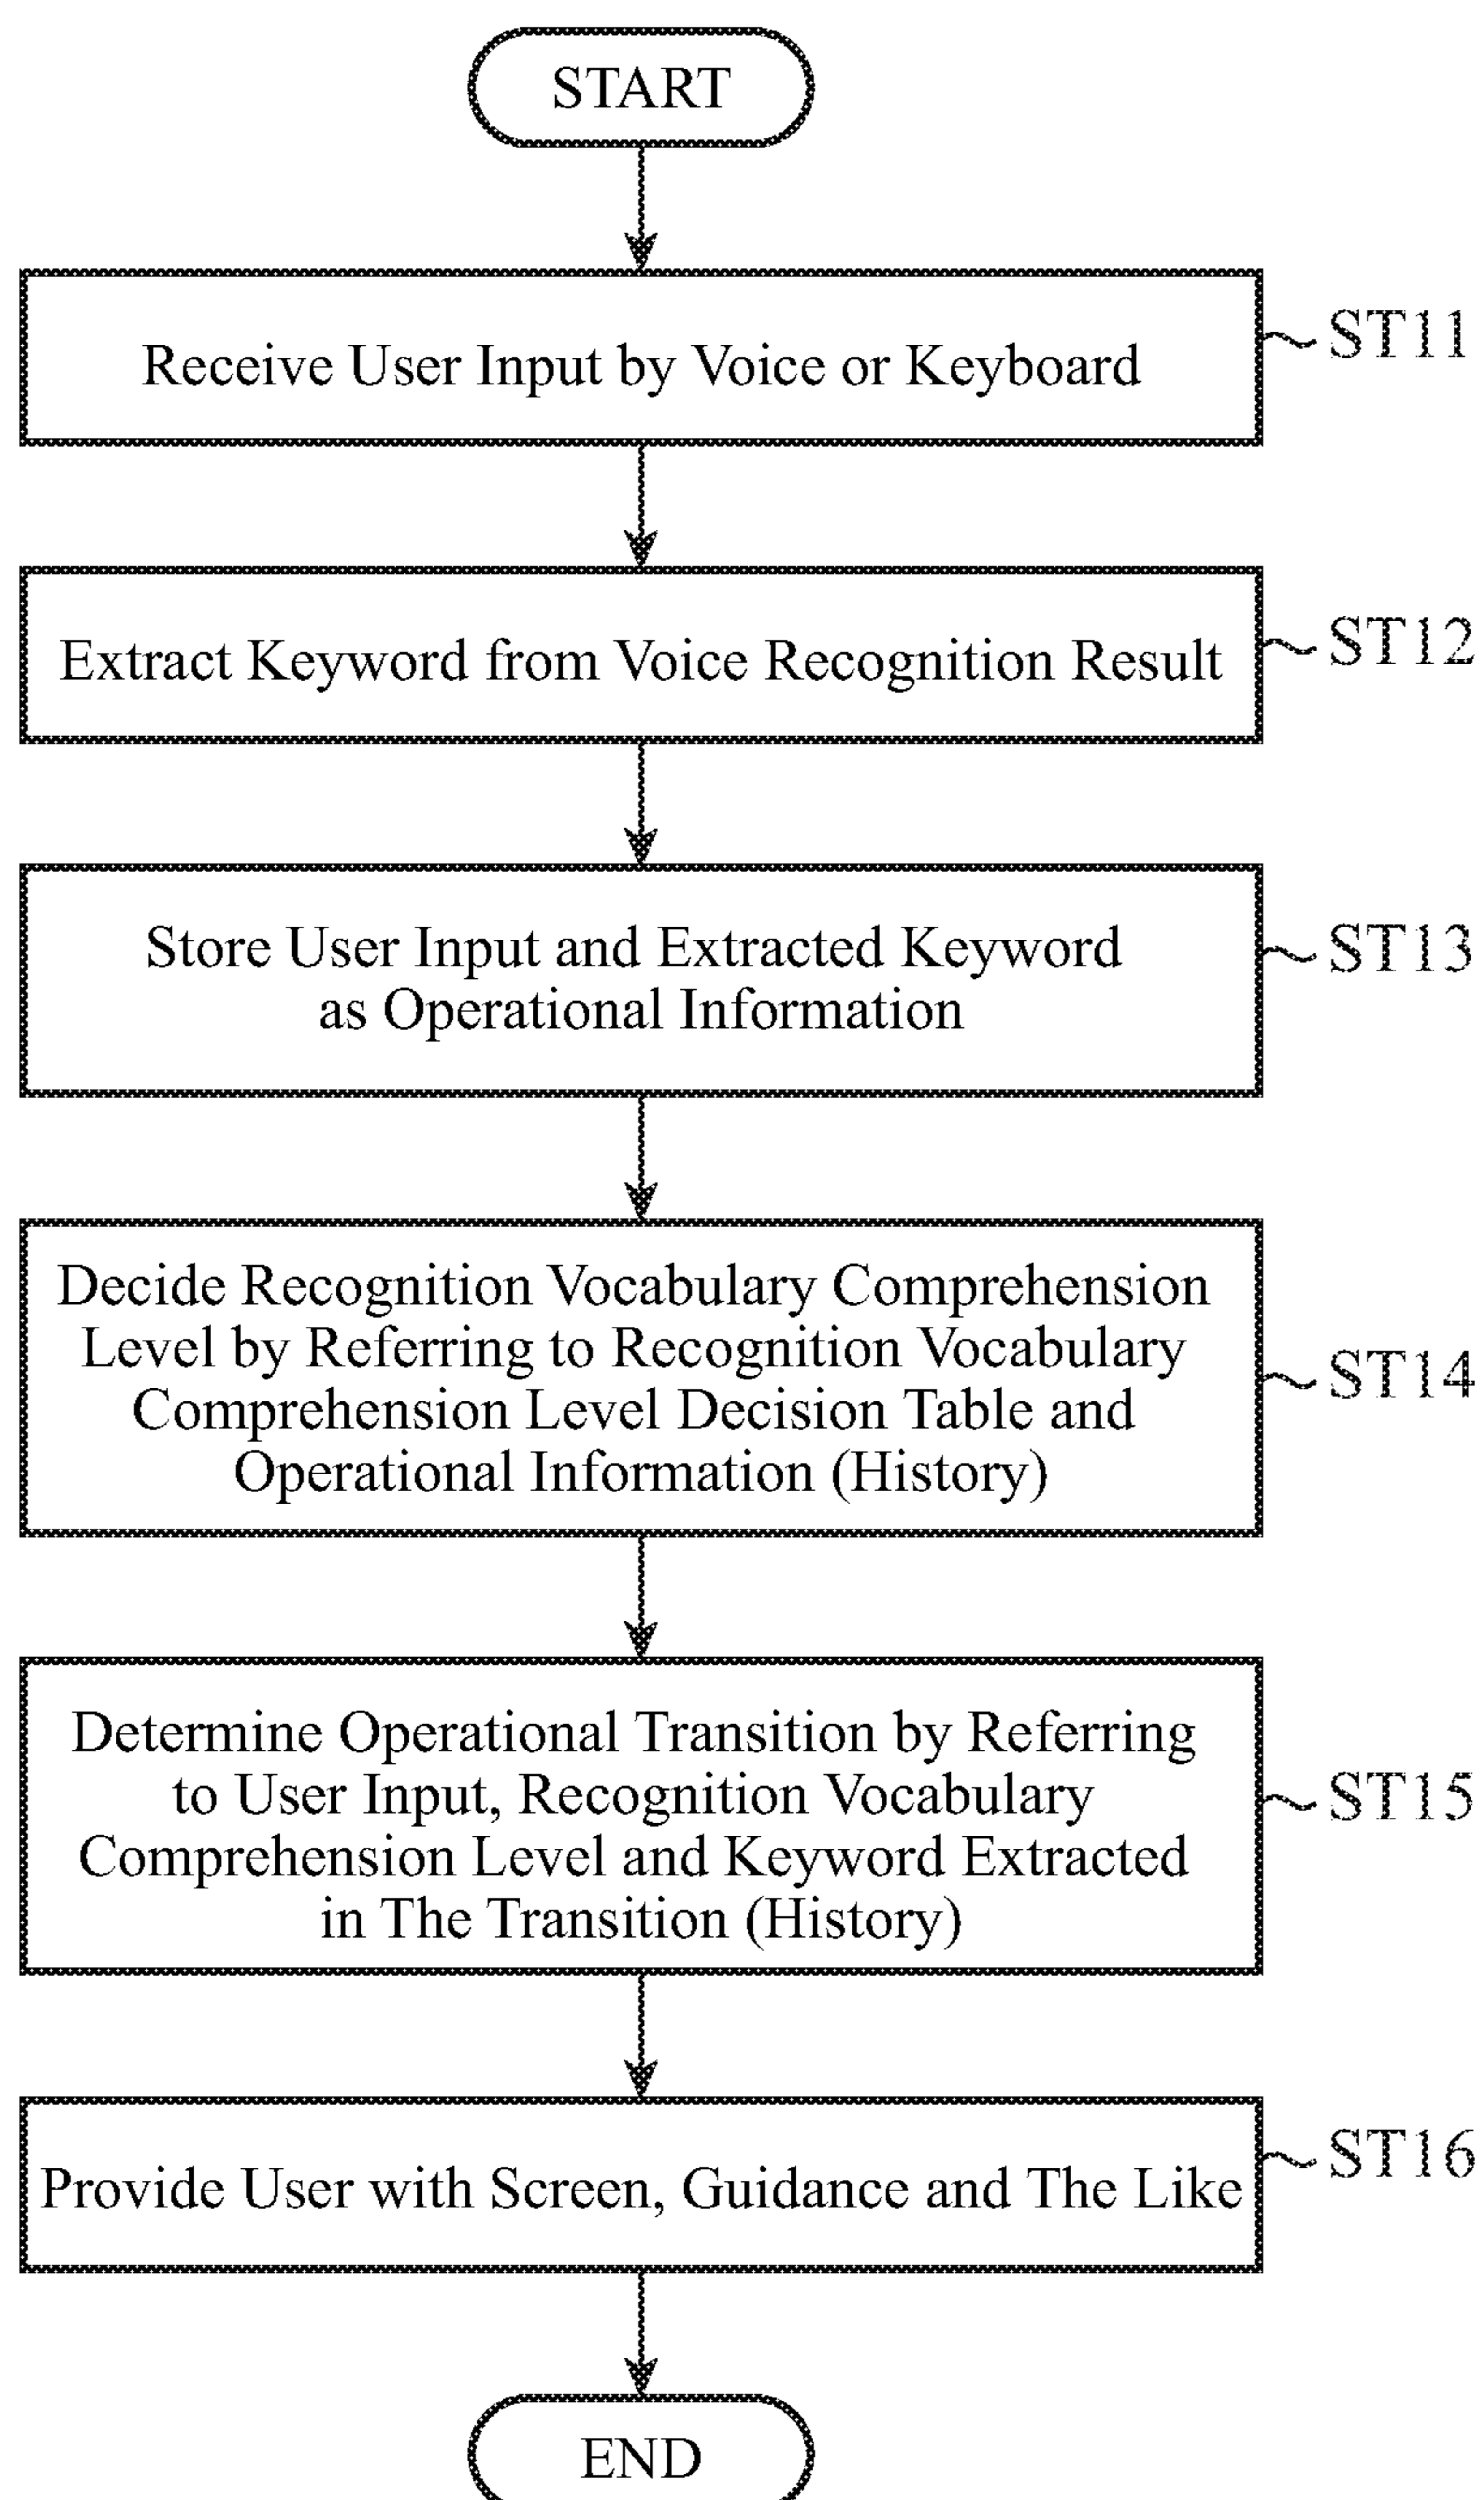 START
Receive User Input by Voice or Keyboard
ST11
Extract Keyword from Voice Recognition Result
ST12
Store User Input and Extracted Keyword
as Operational Information
ST13
Decide Recognition Vocabulary Comprehension
Level by Referring to Recognition Vocabulary
Comprehension Level Decision Table and
Operational Information (History)
ST14
Determine Operational Transition by Referring
to User Input, Recognition Vocabulary
Comprehension Level and Keyword Extracted
in The Transition (History)
ST15
Provide User with Screen, Guidance and The Like
ST16
END